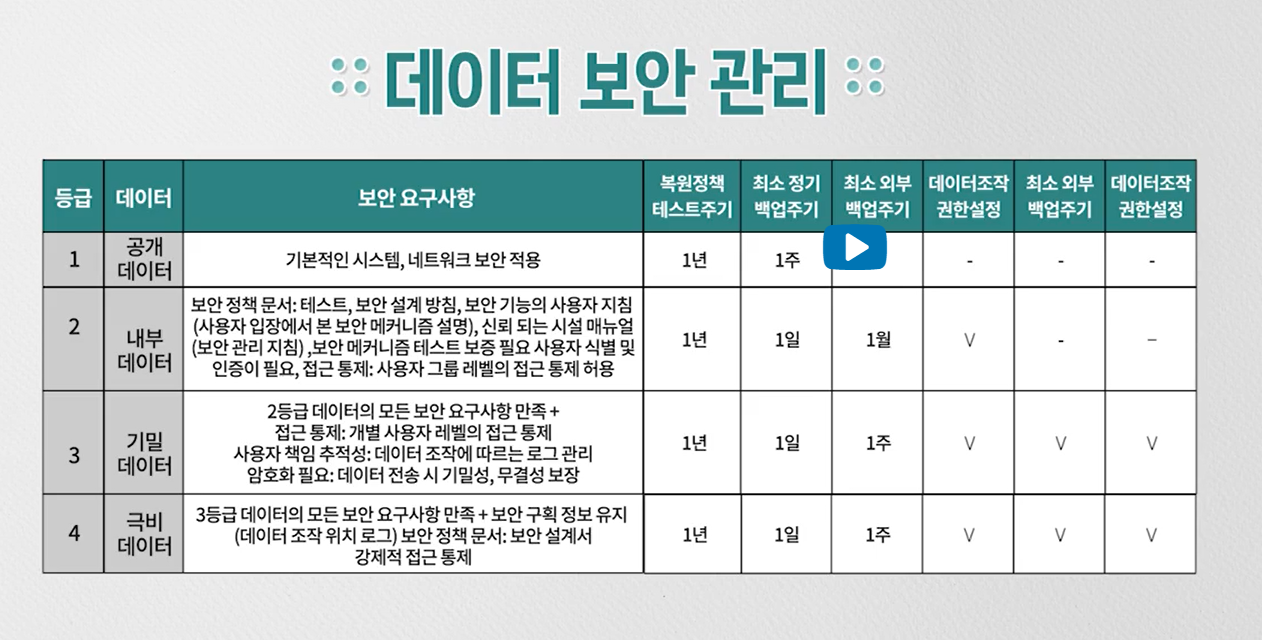 데이터 보안 관리
등급
데이터
보안 요구사항
복원정책
테스트주기
최소 정기
백업주기
최소 외부
백업주기
데이터조작
권한설정
최소 외부
백업주기
데이터조작
권한설정
1
공개
데이터
기본적인 시스템, 네트워크 보안 적용
1년
1주
-
-
-
2
내부
데이터
보안 정책 문서: 테스트, 보안 설계 방침, 보안 기능의 사용자 지침
(사용자 입장에서 본 보안 메커니즘 설명), 신뢰 되는 시설 매뉴얼
(보안 관리 지침) ,보안 메커니즘 테스트 보증 필요 사용자 식별 및
인증이 필요, 접근 통제: 사용자 그룹 레벨의 접근 통제 허용
1년
1일
1월
V
-
–
3
기밀
데이터
2등급 데이터의 모든 보안 요구사항 만족 +
접근 통제: 개별 사용자 레벨의 접근 통제
사용자 책임 추적성: 데이터 조작에 따르는 로그 관리
암호화 필요: 데이터 전송 시 기밀성, 무결성 보장
1년
1일
1주
V
V
V
4
극비
데이터
3등급 데이터의 모든 보안 요구사항 만족 + 보안 구획 정보 유지
(데이터 조작 위치 로그) 보안 정책 문서: 보안 설계서
강제적 접근 통제
1년
1일
1주
V
V
V